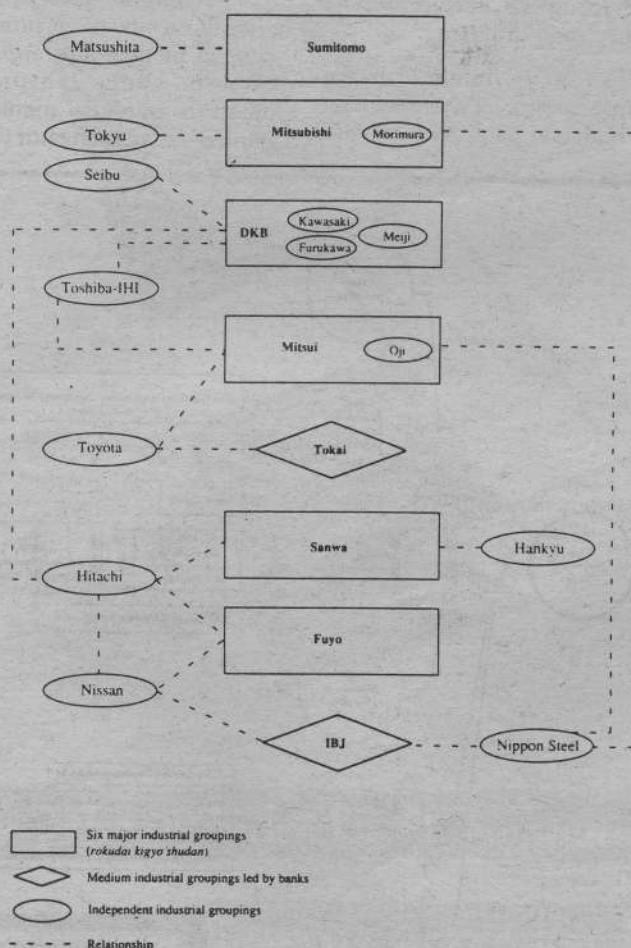 Matsushita
Sumitomo
Tokyu
Mitsubishi
Morimura
Seibu
DKB
Kawasaki
Furukawa
Meiji
Toshiba-IHI
Mitsui
Oji
Toyota
Tokai
Sanwa
Hankyu
Hitachi
Fuyo
Nissan
IBJ
Nippon Steel
Six major industrial groupings
(rokudai kigyo shudan)
Medium industrial groupings led by banks
Independent industrial groupings
Relationship